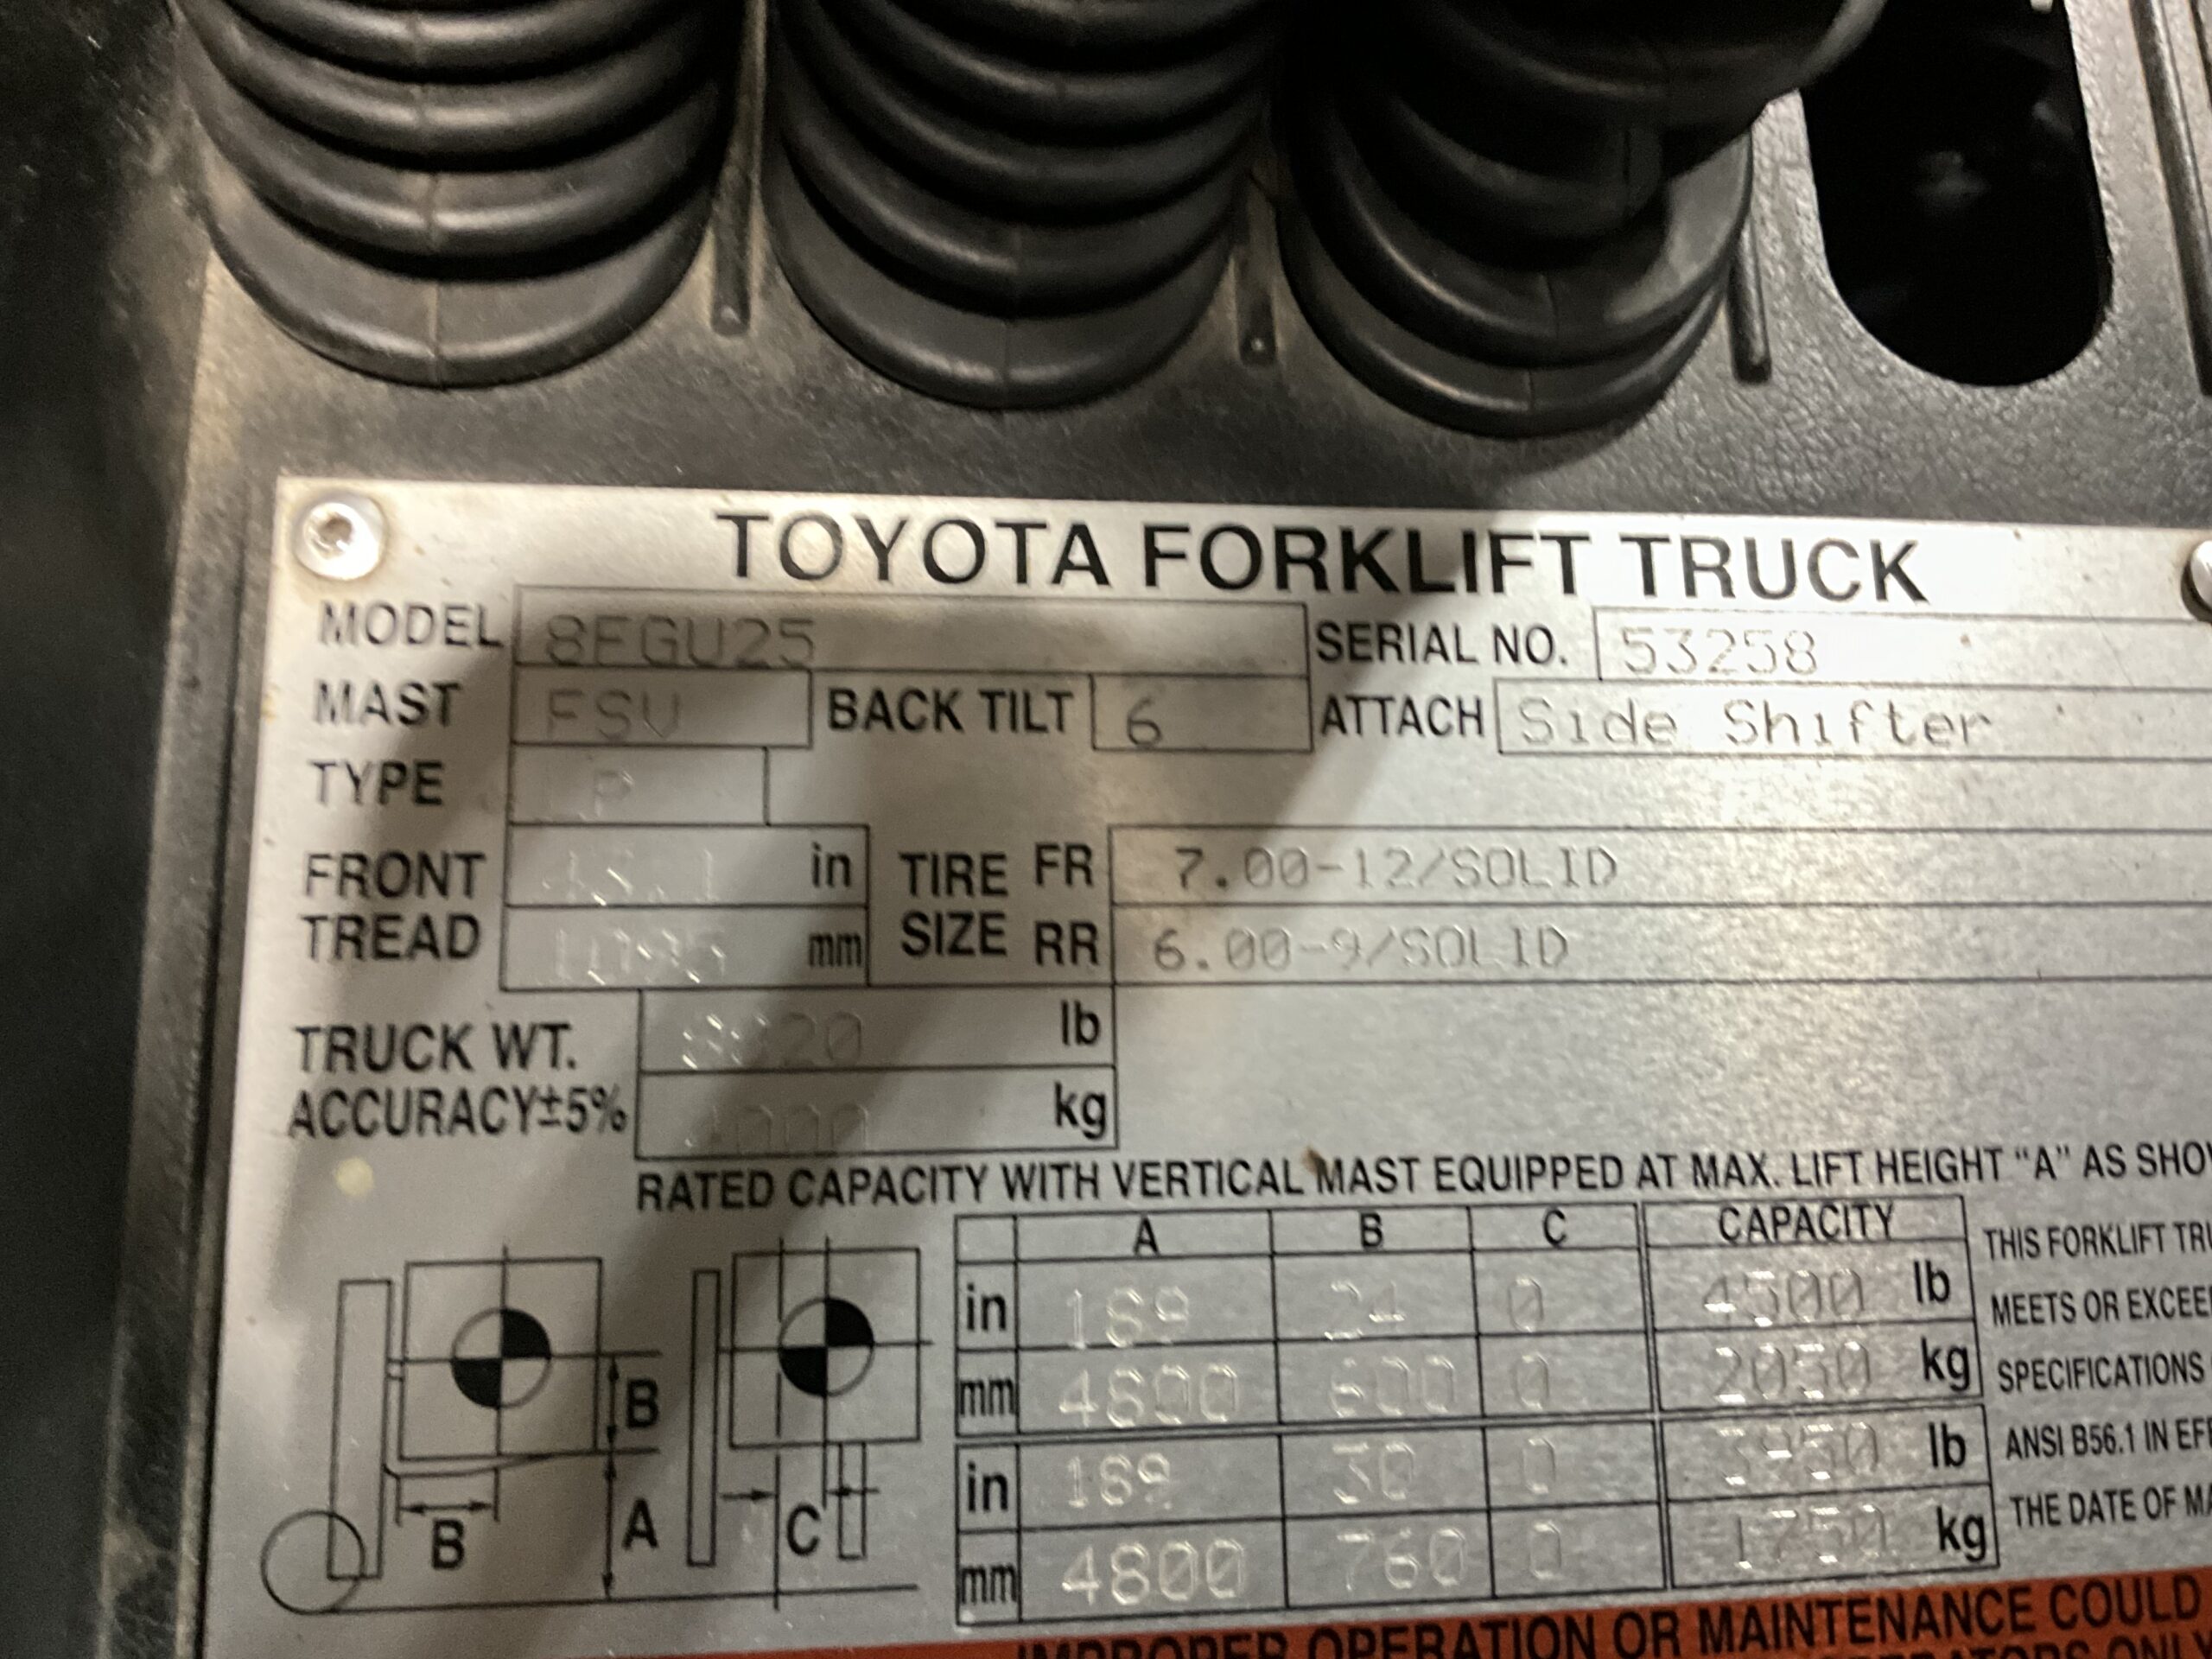 TOYOTA FORKLIFT TRUCK
MODEL 8FGU25 SERIAL NO. 53258
MAST FSV BACK TILT 6 ATTACH Side Shifter
TYPE LP
FRONT TREAD in mm
TIRE SIZE FR 7.00-12/SOLID
RR 6.00-9/SOLID
TRUCK WT. lb
ACCURACY±5% kg
RATED CAPACITY WITH VERTICAL MAST EQUIPPED AT MAX. LIFT HEIGHT "A" AS
A B C CAPACITY
in 189 24 0 4500 lb
mm 4800 600 0 2050 kg
in 189 30 0 lb
mm 4800 760 0 1750 kg
THIS FORKLIFT
MEETS OR
SPECIFICATIONS
ANSI B56.1 IN
THE DATE OF
B
A
B
C
IMPROPER OPERATION OR MAINTENANCE COULD